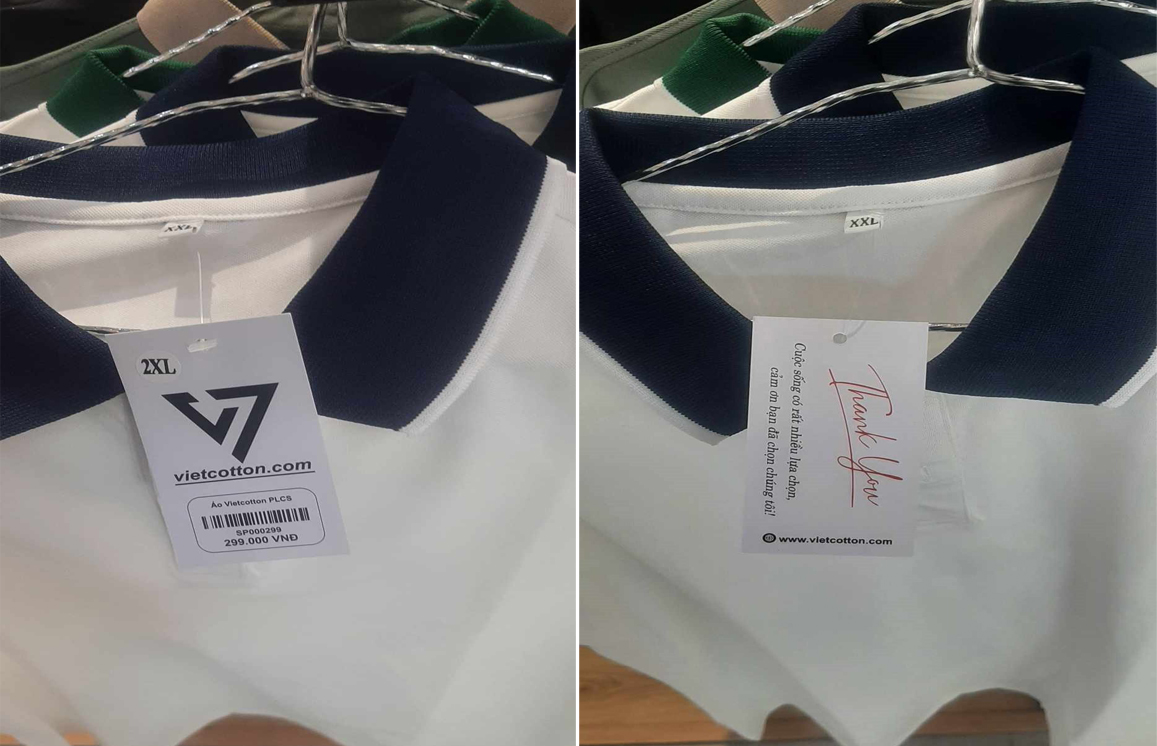 XXL
2XL
vietcotton.com
Áo Vietcotton PLCS
SP000299
299.000 VNĐ
XXL
Thank You
Cuộc sống có rất nhiều lựa chọn,
cảm ơn bạn đã chọn chúng tôi!
www.vietcotton.com